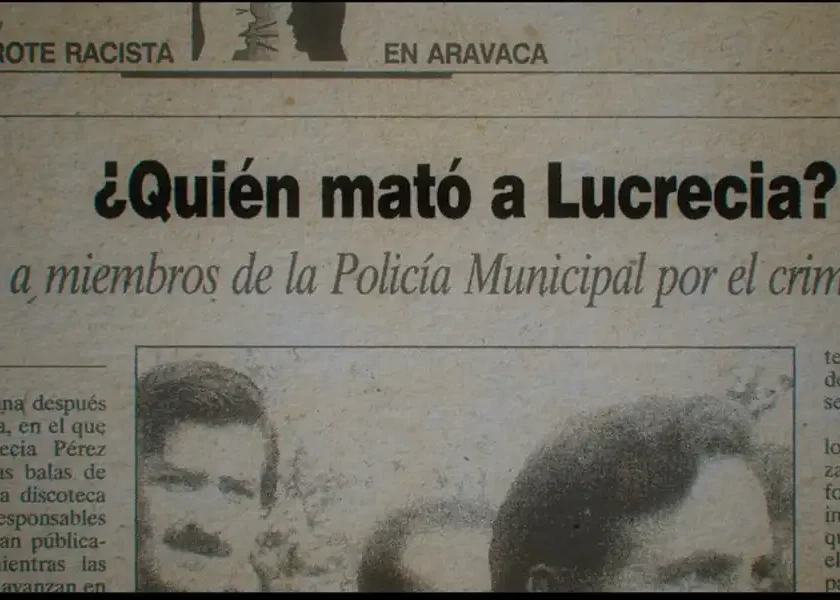 ROTE RACISTA
EN ARAVACA
¿Quién mató a Lucrecia?
a miembros de la Policía Municipal por el crim
na después
a, en el que
ecia Pérez
as balas de
a discoteca
esponsables
an pública-
ientras las
avanzan en
te
de
se
lo
za
fo
in
qu
el
pa